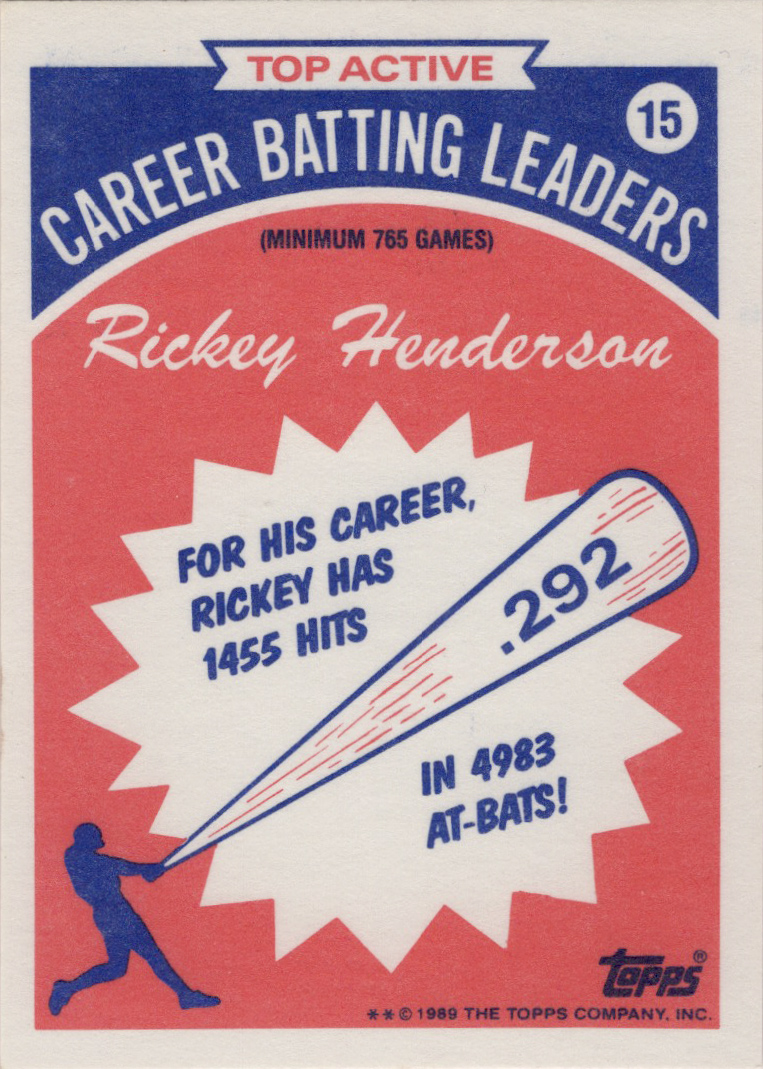 TOP ACTIVE
15
CAREER BATTING LEADERS
(MINIMUM 765 GAMES)
Rickey Henderson
FOR HIS CAREER,
RICKEY HAS
1455 HITS
.292
IN 4983
AT-BATS!
topps®
**©1989 THE TOPPS COMPANY, INC.